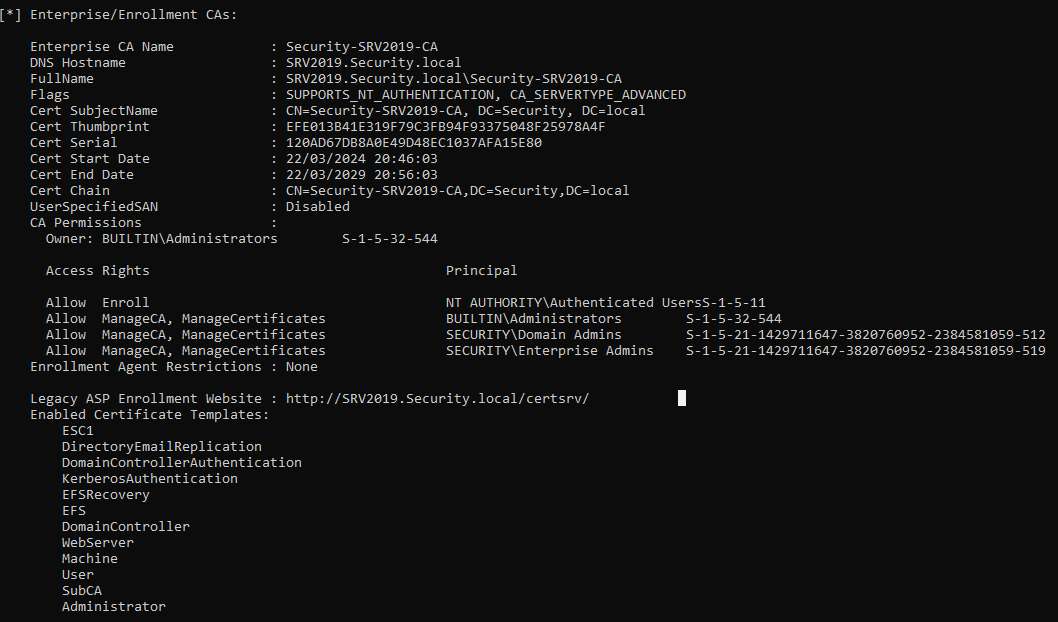 [*] Enterprise/Enrollment CAs:
Enterprise CA Name : Security-SRV2019-CA
DNS Hostname : SRV2019.Security.local
FullName : SRV2019.Security.local\Security-SRV2019-CA
Flags : SUPPORTS_NT_AUTHENTICATION, CA_SERVERTYPE_ADVANCED
Cert SubjectName : CN=Security-SRV2019-CA, DC=Security, DC=local
Cert Thumbprint : EFE013B41E319F79C3FB94F93375048F25978A4F
Cert Serial : 120AD67DB8A0E49D48EC1037AFA15E80
Cert Start Date : 22/03/2024 20:46:03
Cert End Date : 22/03/2029 20:56:03
Cert Chain : CN=Security-SRV2019-CA,DC=Security,DC=local
UserSpecifiedSAN : Disabled
CA Permissions :
Owner: BUILTIN\Administrators S-1-5-32-544
Access Rights Principal
Allow Enroll NT AUTHORITY\Authenticated UsersS-1-5-11
Allow ManageCA, ManageCertificates BUILTIN\Administrators S-1-5-32-544
Allow ManageCA, ManageCertificates SECURITY\Domain Admins S-1-5-21-1429711647-3820760952-2384581059-512
Allow ManageCA, ManageCertificates SECURITY\Enterprise Admins S-1-5-21-1429711647-3820760952-2384581059-519
Enrollment Agent Restrictions : None
Legacy ASP Enrollment Website : http://SRV2019.Security.local/certsrv/
Enabled Certificate Templates:
ESC1
DirectoryEmailReplication
DomainControllerAuthentication
KerberosAuthentication
EFSRecovery
EFS
DomainController
WebServer
Machine
User
SubCA
Administrator